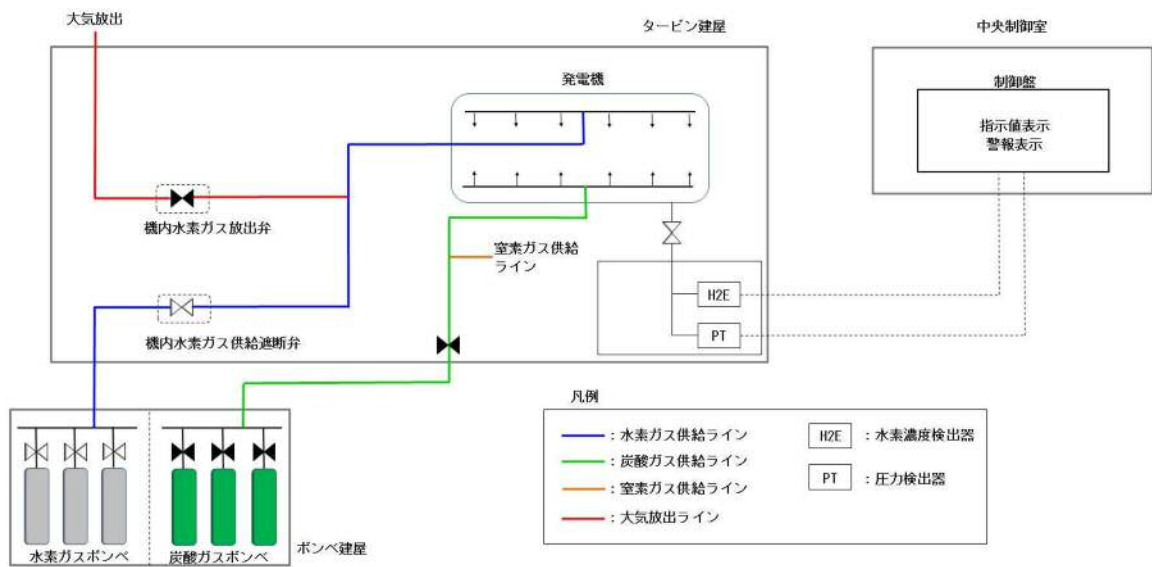 大気放出
タービン建屋
中央制御室
発電機
制御盤
指示値表示
警報表示
機内水素ガス放出弁
窒素ガス供給
ライン
H2E
PT
機内水素ガス供給遮断弁
凡例
：水素ガス供給ライン
H2E
：水素濃度検出器
：炭酸ガス供給ライン
PT
：圧力検出器
：窒素ガス供給ライン
：大気放出ライン
水素ガスボンベ
炭酸ガスボンベ
ボンベ建屋